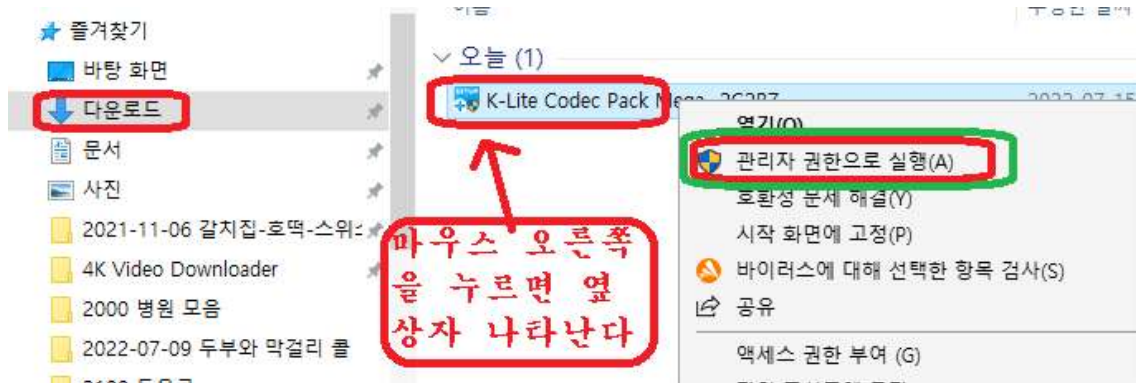 즐겨찾기
바탕 화면
다운로드
문서
사진
2021-11-06 갈치집-호떡-스위
4K Video Downloader
2000 병원 모음
2022-07-09 두부와 막걸리 콜
오늘 (1)
K-Lite Codec Pack Mega
열기(O)
관리자 권한으로 실행(A)
호환성 문제 해결(Y)
시작 화면에 고정(P)
바이러스에 대해 선택한 항목 검사(S)
공유
액세스 권한 부여 (G)
마우스 오른쪽
을 누르면 옆
상자 나타난다